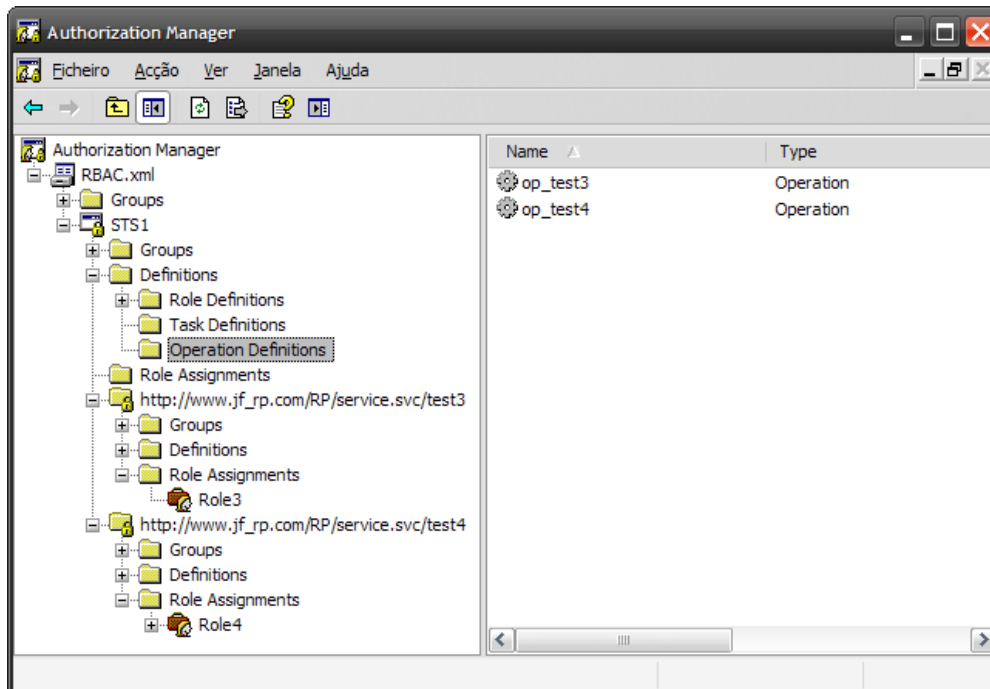 Authorization Manager
Ficheiro Acção Ver Janela Ajuda
Authorization Manager
RBAC.xml
Groups
STS1
Groups
Definitions
Role Definitions
Task Definitions
Operation Definitions
Role Assignments
http://www.jf_rp.com/RP/service.svc/test3
Groups
Definitions
Role Assignments
Role3
http://www.jf_rp.com/RP/service.svc/test4
Groups
Definitions
Role Assignments
Role4
Name Type
op_test3 Operation
op_test4 Operation